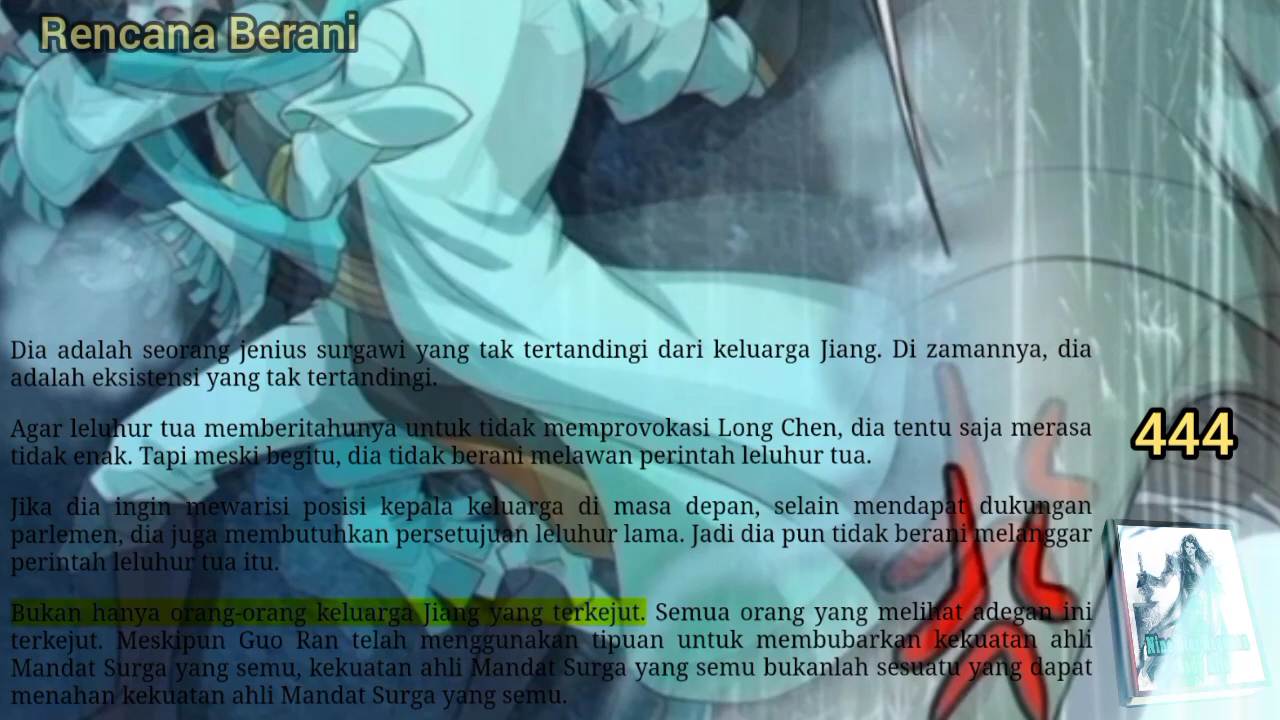 Rencana Berani
Dia adalah seorang jenius surgawi yang tak tertandingi dari keluarga Jiang. Di zamannya, dia
adalah eksistensi yang tak tertandingi.
Agar leluhur tua memberitahunya untuk tidak memprovokasi Long Chen, dia tentu saja merasa
tidak enak. Tapi meski begitu, dia tidak berani melawan perintah leluhur tua.
444
Jika dia ingin mewarisi posisi kepala keluarga di masa depan, selain mendapat dukungan
parlemen, dia juga membutuhkan persetujuan leluhur lama. Jadi dia pun tidak berani melanggar
perintah leluhur tua itu.
Bukan hanya orang-orang keluarga Jiang yang terkejut. Semua orang yang melihat adegan ini
terkejut. Meskipun Guo Ran telah menggunakan tipuan untuk membubarkan kekuatan ahli
Mandat Surga yang semu, kekuatan ahli Mandat Surga yang semu bukanlah sesuatu yang dapat
menahan kekuatan ahli Mandat Surga yang semu.